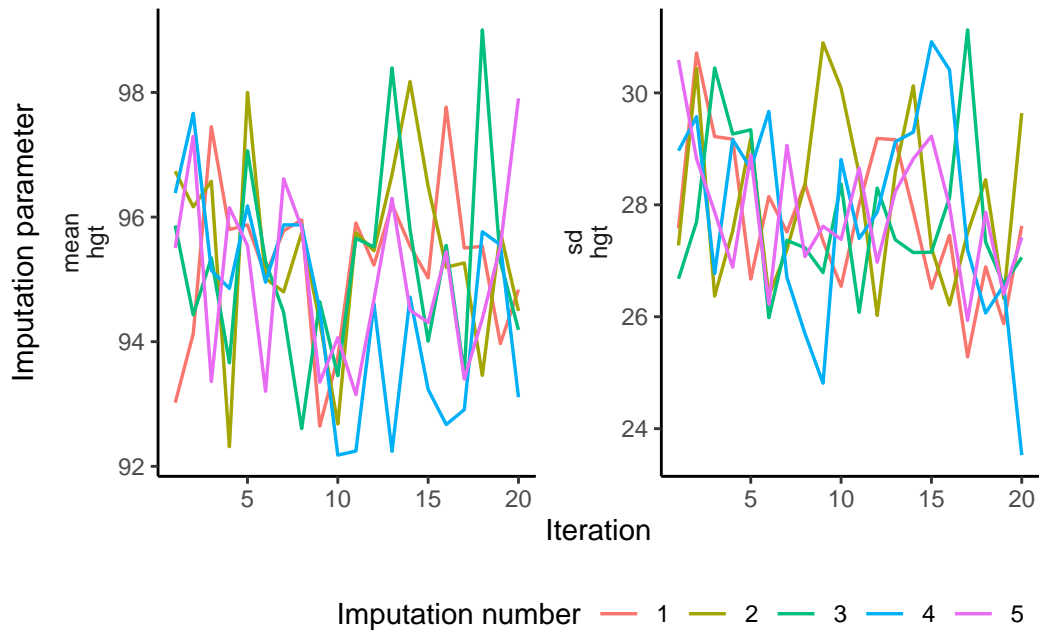 Imputation parameter
mean
hgt
98
96
94
92
5
10
15
20
sd
hgt
30
28
26
24
5
10
15
20
Iteration
Imputation number 1 2 3 4 5